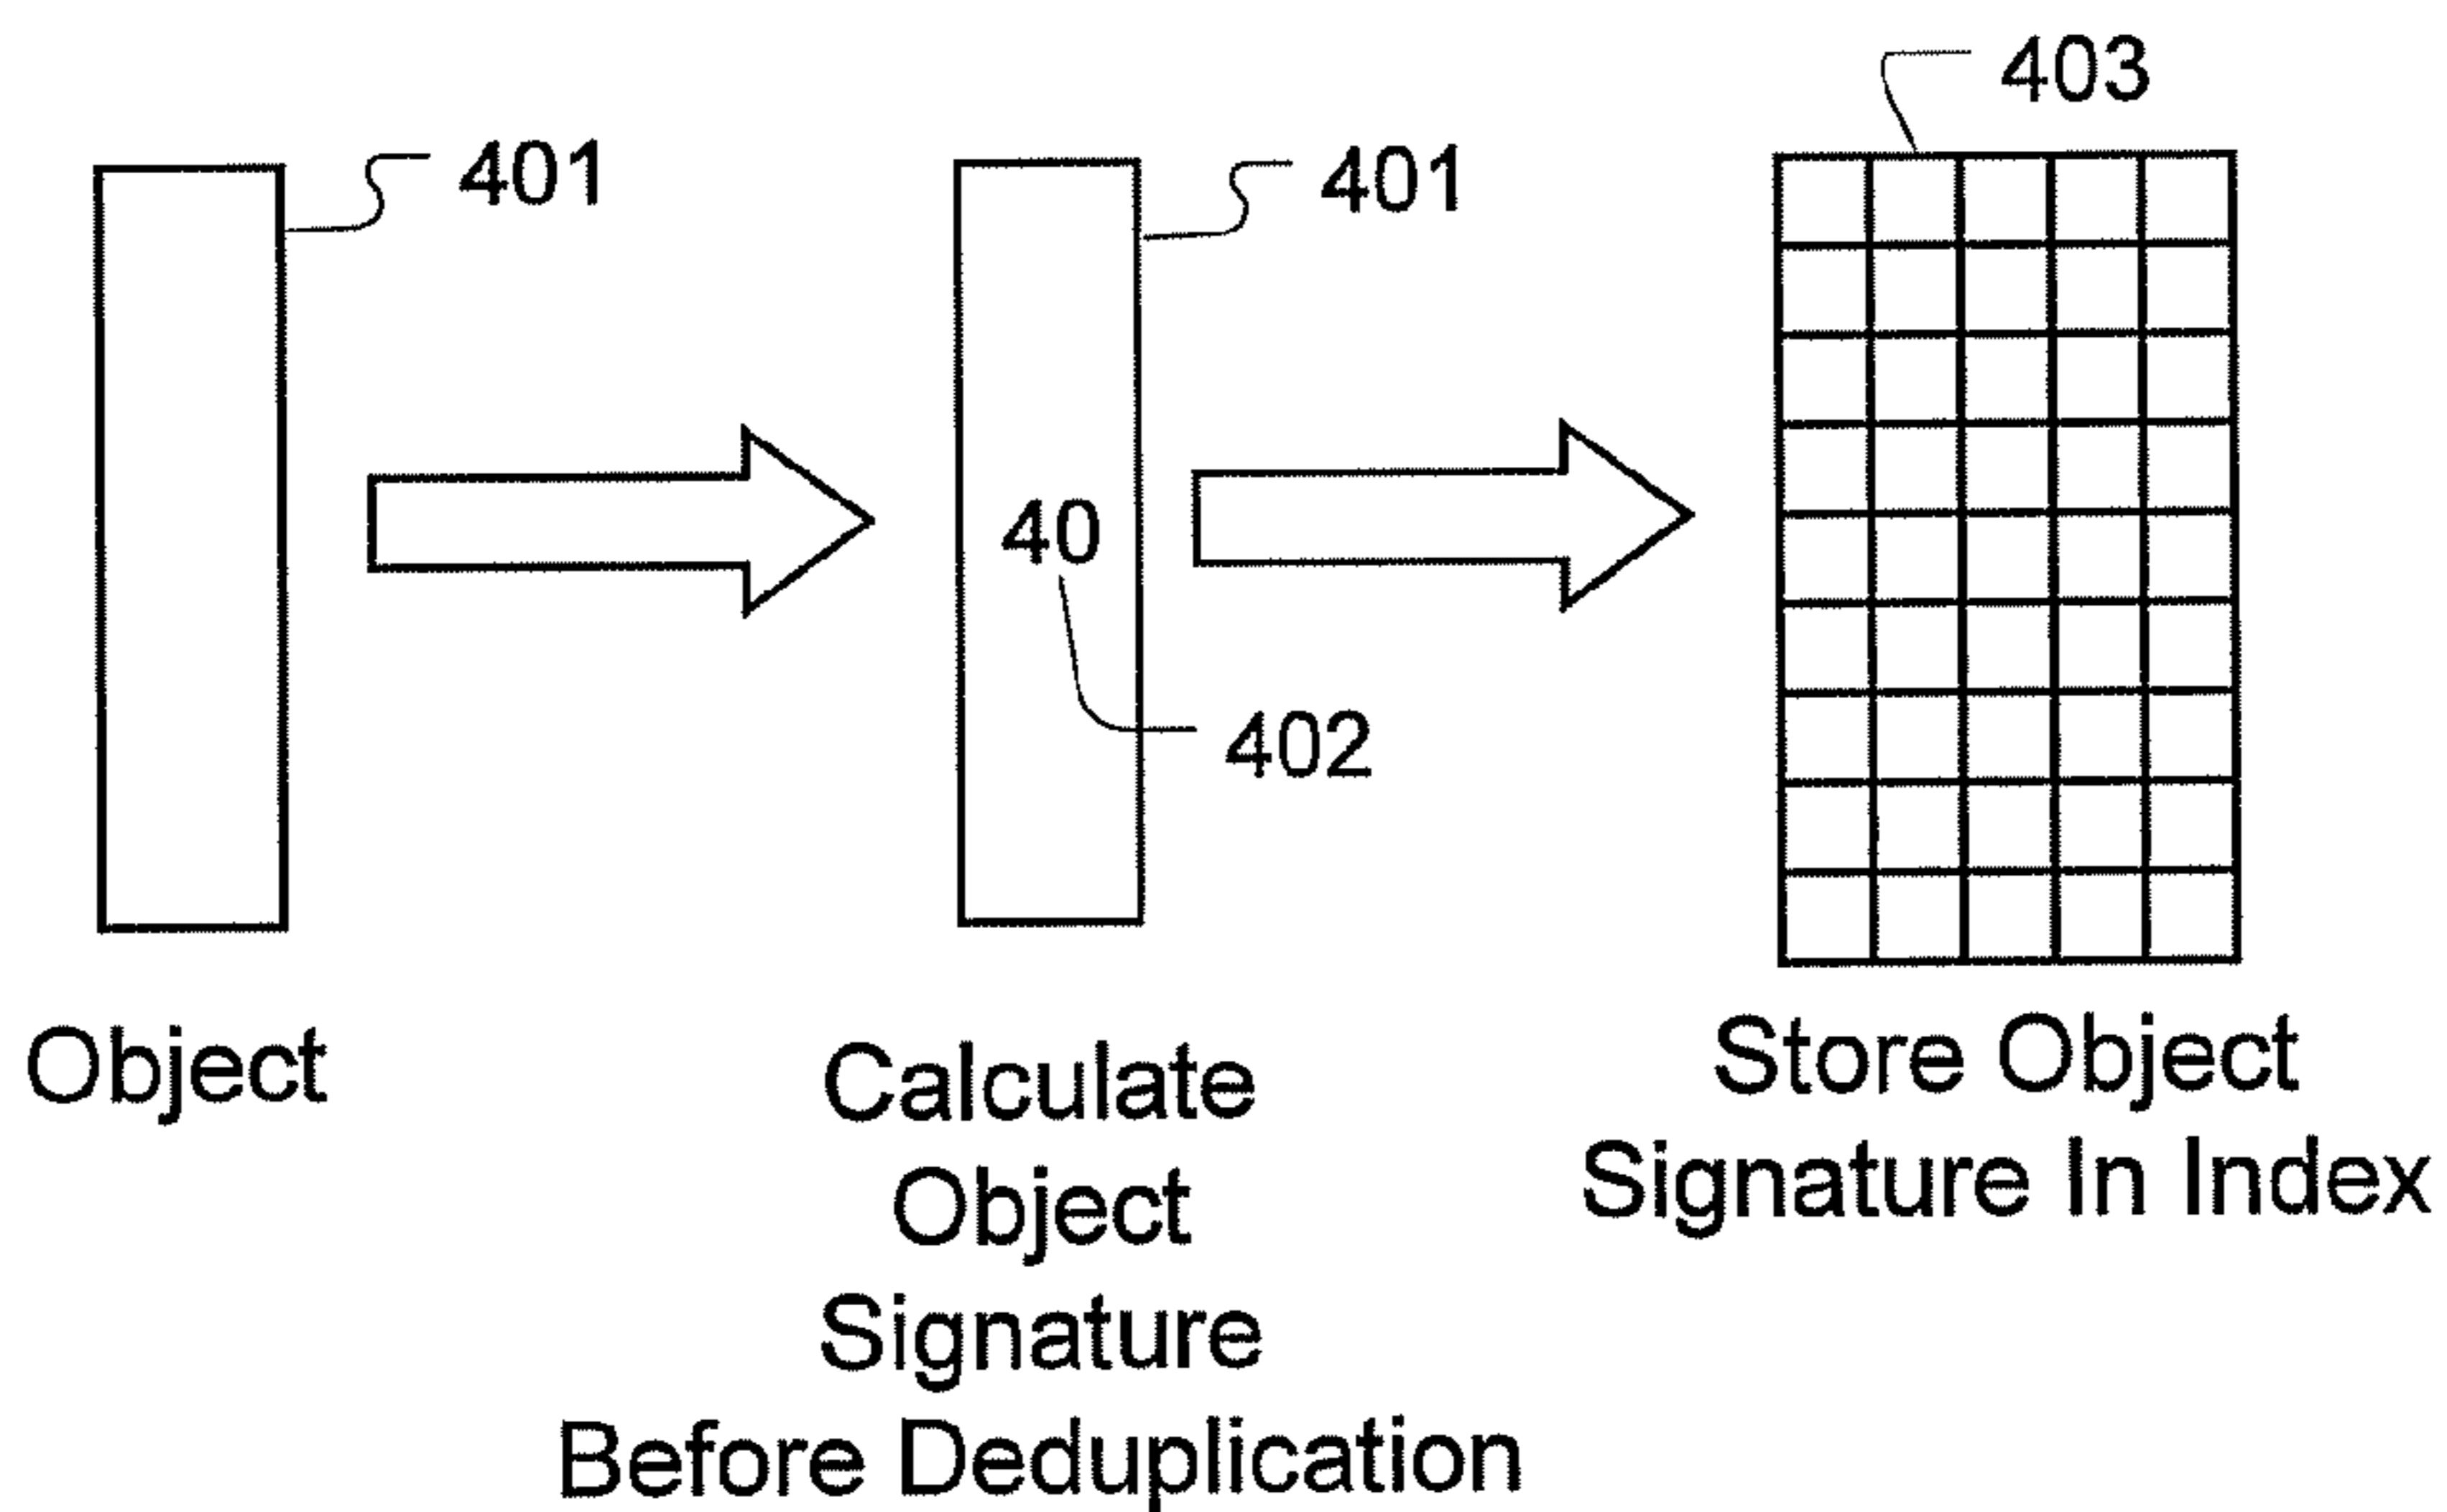 403
401
401
40
402
Object
Calculate
Object
Signature
Before Deduplication
Store Object
Signature In Index